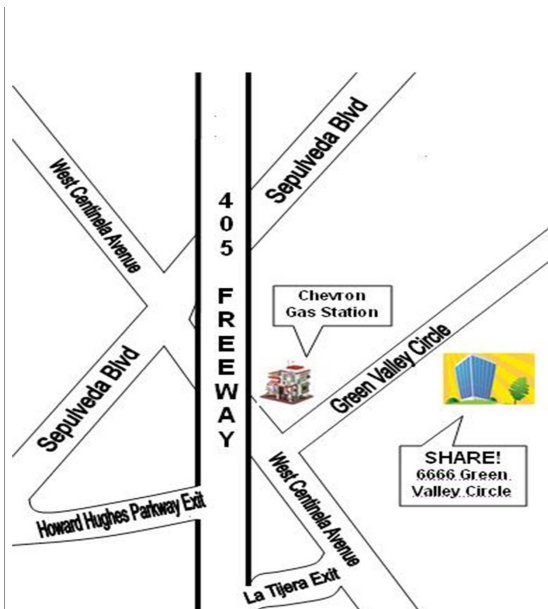 Sepulveda Blvd
West Centinela Avenue
405 FREEWAY
Chevron
Gas Station
Green Valley Circle
Sepulveda Blvd
SHARE!
6666 Green
Valley Circle
West Centinela Avenue
Howard Hughes Parkway Exit
La Tijera Exit